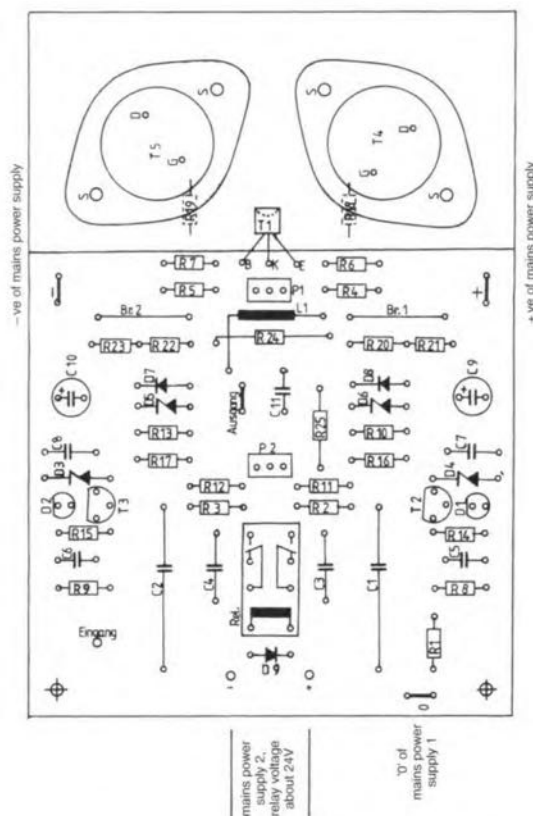 S
S
D
D
T5
T4
G
G
S
R19
R18
S
T1
– ve of mains power supply
+ ve of mains power supply
R7
B
K
E
R6
–
R5
P1
R4
+
Br.2
L1
Br.1
R23
R22
R24
R20
R21
C10
+
D7
D8
C9
+
D5
Ausgang
C11
D6
R13
R25
R10
C8
C7
R17
P2
R16
D3
D4
R12
R11
D2
T3
R3
R2
T2
D1
R15
R14
C6
C5
C2
C4
C3
C1
R9
R8
Rel.
Eingang
R1
D9
–
+
0
mains power
supply 2,
relay voltage
about 24V
'0' of
mains power
supply 1